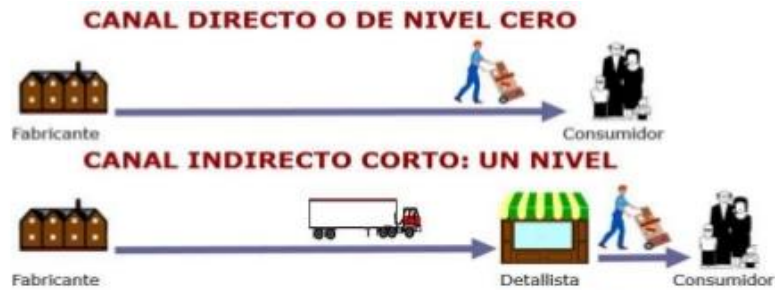 CANAL DIRECTO O DE NIVEL CERO
Fabricante Consumidor
CANAL INDIRECTO CORTO: UN NIVEL
Fabricante Detallista Consumidor